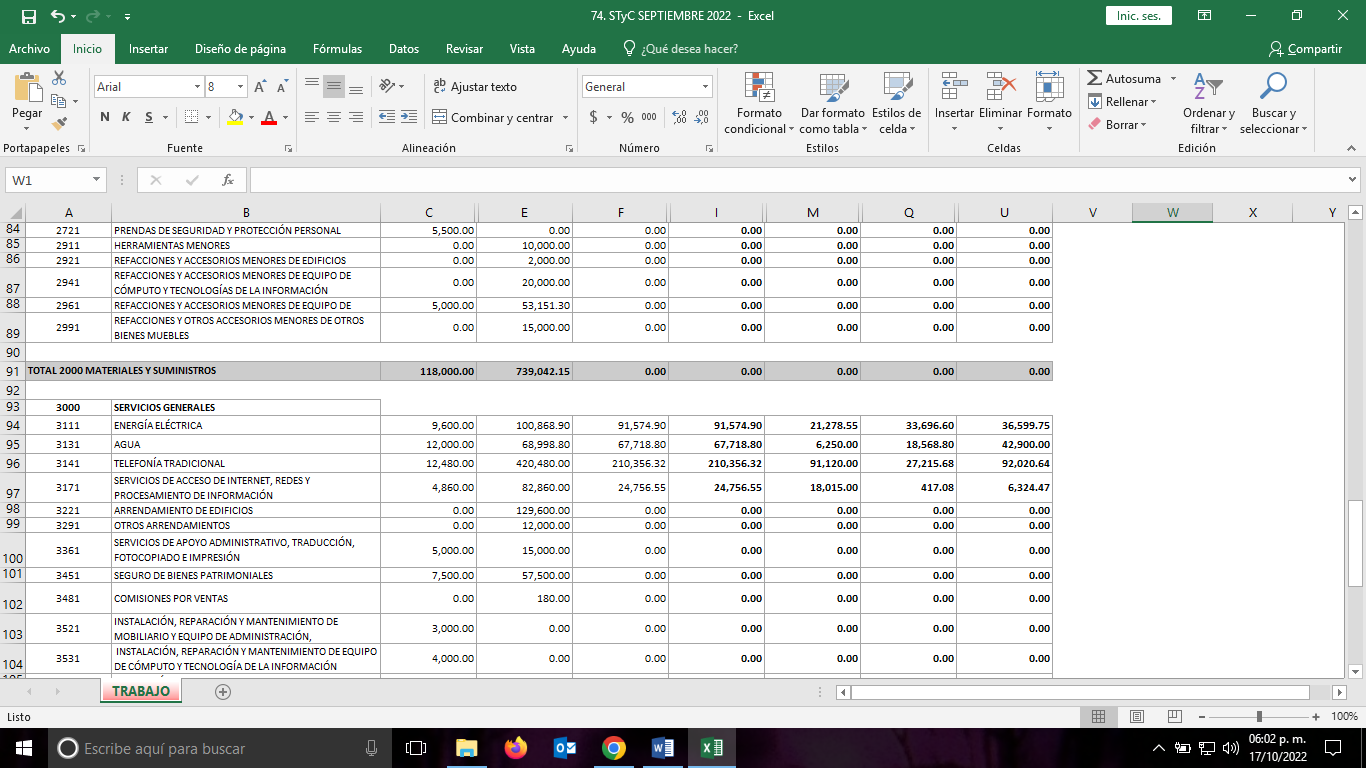 74. STyC SEPTIEMBRE 2022 - Excel
Inic. ses.
Archivo Inicio Insertar Diseño de página Fórmulas Datos Revisar Vista Ayuda ¿Qué desea hacer? Compartir
Pegar
Portapapeles
Arial 8
N K S
Fuente
Ajustar texto
Combinar y centrar
Alineación
General
$ % 000
Número
Formato condicional
Dar formato como tabla
Estilos de celda
Estilos
Insertar Eliminar Formato
Celdas
Autosuma
Rellenar
Borrar
Ordenar y filtrar
Buscar y seleccionar
Edición
W1 fx
A B C E F I M Q U V W X Y
84 2721 PRENDAS DE SEGURIDAD Y PROTECCIÓN PERSONAL 5,500.00 0.00 0.00 0.00 0.00 0.00 0.00
85 2911 HERRAMIENTAS MENORES 0.00 10,000.00 0.00 0.00 0.00 0.00 0.00
86 2921 REFACCIONES Y ACCESORIOS MENORES DE EDIFICIOS 0.00 2,000.00 0.00 0.00 0.00 0.00 0.00
87 2941 REFACCIONES Y ACCESORIOS MENORES DE EQUIPO DE
CÓMPUTO Y TECNOLOGÍAS DE LA INFORMACIÓN 0.00 20,000.00 0.00 0.00 0.00 0.00 0.00
88 2961 REFACCIONES Y ACCESORIOS MENORES DE EQUIPO DE 5,000.00 53,151.30 0.00 0.00 0.00 0.00 0.00
89 2991 REFACCIONES Y OTROS ACCESORIOS MENORES DE OTROS
BIENES MUEBLES 0.00 15,000.00 0.00 0.00 0.00 0.00 0.00
90
91 TOTAL 2000 MATERIALES Y SUMINISTROS 118,000.00 739,042.15 0.00 0.00 0.00 0.00 0.00
92
93 3000 SERVICIOS GENERALES
94 3111 ENERGÍA ELÉCTRICA 9,600.00 100,868.90 91,574.90 91,574.90 21,278.55 33,696.60 36,599.75
95 3131 AGUA 12,000.00 68,998.80 67,718.80 67,718.80 6,250.00 18,568.80 42,900.00
96 3141 TELEFONÍA TRADICIONAL 12,480.00 420,480.00 210,356.32 210,356.32 91,120.00 27,215.68 92,020.64
97 3171 SERVICIOS DE ACCESO DE INTERNET, REDES Y
PROCESAMIENTO DE INFORMACIÓN 4,860.00 82,860.00 24,756.55 24,756.55 18,015.00 417.08 6,324.47
98 3221 ARRENDAMIENTO DE EDIFICIOS 0.00 129,600.00 0.00 0.00 0.00 0.00 0.00
99 3291 OTROS ARRENDAMIENTOS 0.00 12,000.00 0.00 0.00 0.00 0.00 0.00
100 3361 SERVICIOS DE APOYO ADMINISTRATIVO, TRADUCCIÓN,
FOTOCOPIADO E IMPRESIÓN 5,000.00 15,000.00 0.00 0.00 0.00 0.00 0.00
101 3451 SEGURO DE BIENES PATRIMONIALES 7,500.00 57,500.00 0.00 0.00 0.00 0.00 0.00
102 3481 COMISIONES POR VENTAS 0.00 180.00 0.00 0.00 0.00 0.00 0.00
103 3521 INSTALACIÓN, REPARACIÓN Y MANTENIMIENTO DE
MOBILIARIO Y EQUIPO DE ADMINISTRACIÓN, 3,000.00 0.00 0.00 0.00 0.00 0.00 0.00
104 3531 INSTALACIÓN, REPARACIÓN Y MANTENIMIENTO DE EQUIPO
DE CÓMPUTO Y TECNOLOGÍA DE LA INFORMACIÓN 4,000.00 0.00 0.00 0.00 0.00 0.00 0.00
TRABAJO
Listo
100%
Escribe aquí para buscar
06:02 p. m.
17/10/2022